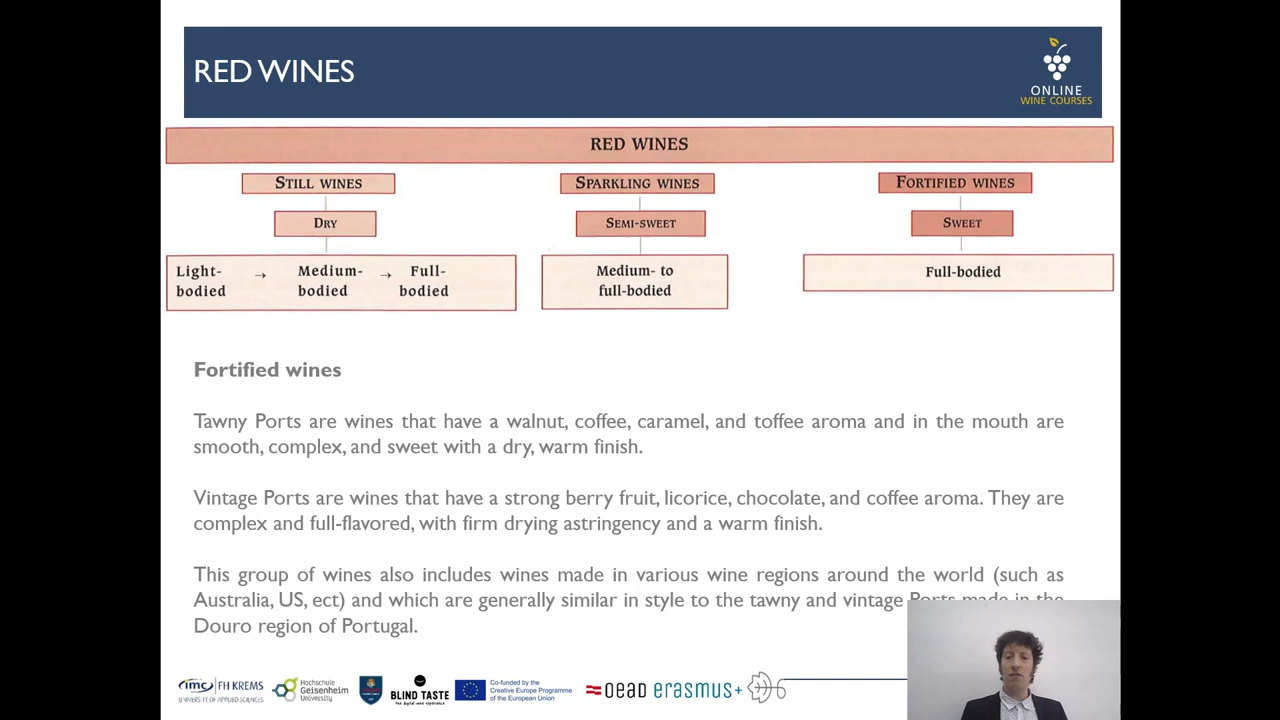 RED WINES
ONLINE
WINE COURSES
RED WINES
STILL WINES
SPARKLING WINES
FORTIFIED WINES
DRY
SEMI-SWEET
SWEET
Light-
bodied
→
Medium-
bodied
→
Full-
bodied
Medium- to
full-bodied
Full-bodied
Fortified wines
Tawny Ports are wines that have a walnut, coffee, caramel, and toffee aroma and in the mouth are
smooth, complex, and sweet with a dry, warm finish.
Vintage Ports are wines that have a strong berry fruit, licorice, chocolate, and coffee aroma. They are
complex and full-flavored, with firm drying astringency and a warm finish.
This group of wines also includes wines made in various wine regions around the world (such as
Australia, US, ect) and which are generally similar in style to the tawny and vintage Ports made in the
Douro region of Portugal.
imc FH KREMS
UNIVERSITY OF APPLIED SCIENCES
Hochschule
Geisenheim
University
BLIND TASTE
Co-funded by the
Creative Europe Programme
of the European Union
OEAD erasmus+